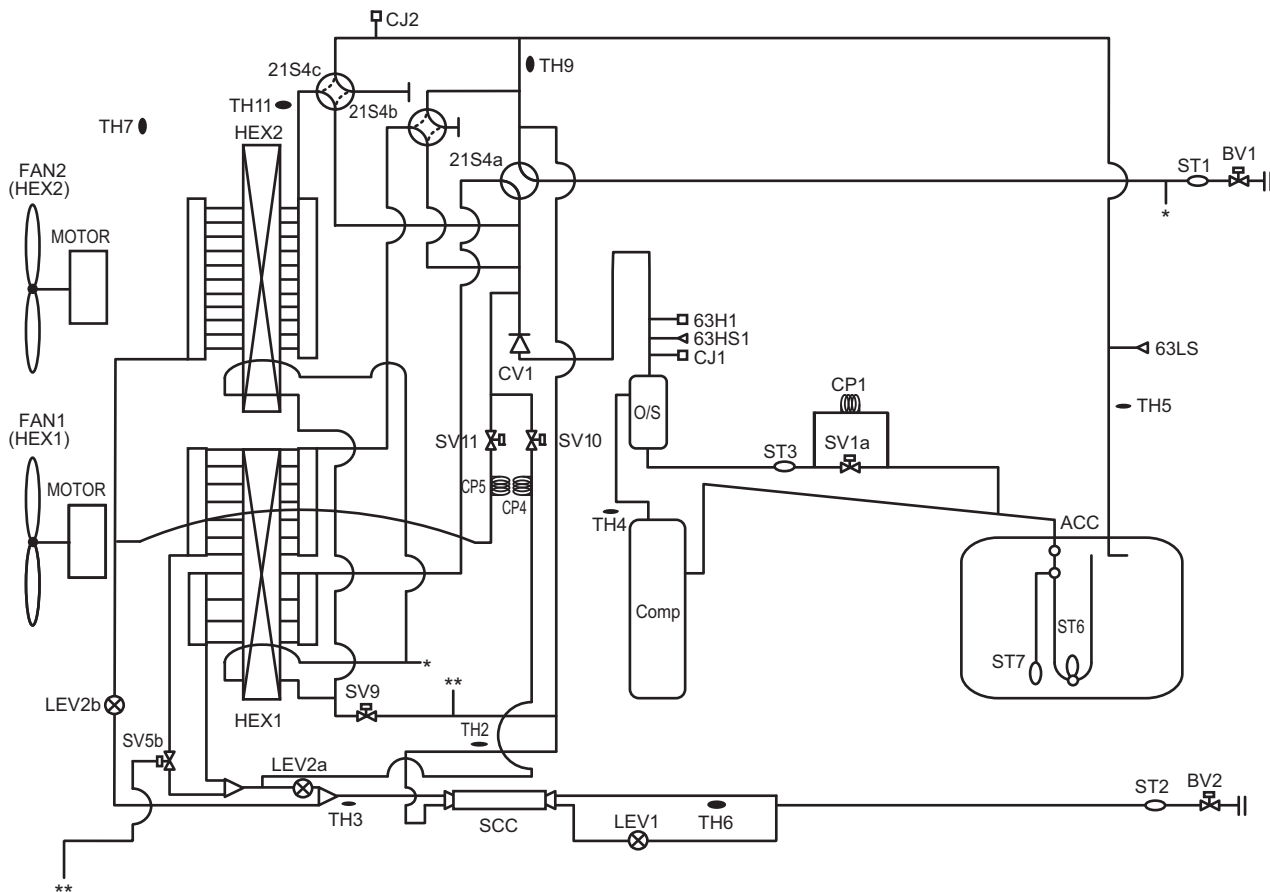 CJ2
TH9
21S4c
TH11
21S4b
TH7
HEX2
21S4a
ST1
BV1
FAN2
(HEX2)
*
MOTOR
63H1
63HS1
CJ1
63LS
CV1
CP1
TH5
O/S
FAN1
(HEX1)
SV11
SV10
ST3
SV1a
MOTOR
CP5
CP4
TH4
ACC
Comp
ST6
ST7
*
SV9
**
LEV2b
HEX1
TH2
SV5b
LEV2a
ST2
BV2
TH3
SCC
LEV1
TH6
**